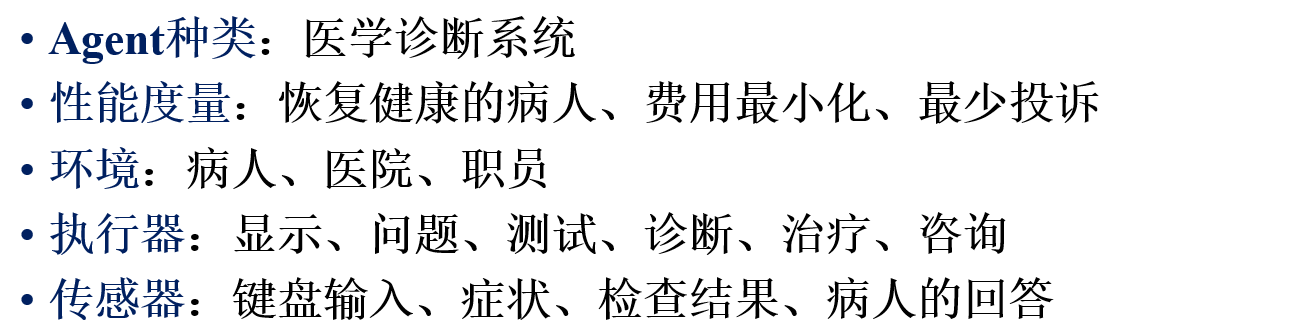 • Agent种类：医学诊断系统
• 性能度量：恢复健康的病人、费用最小化、最少投诉
• 环境：病人、医院、职员
• 执行器：显示、问题、测试、诊断、治疗、咨询
• 传感器：键盘输入、症状、检查结果、病人的回答